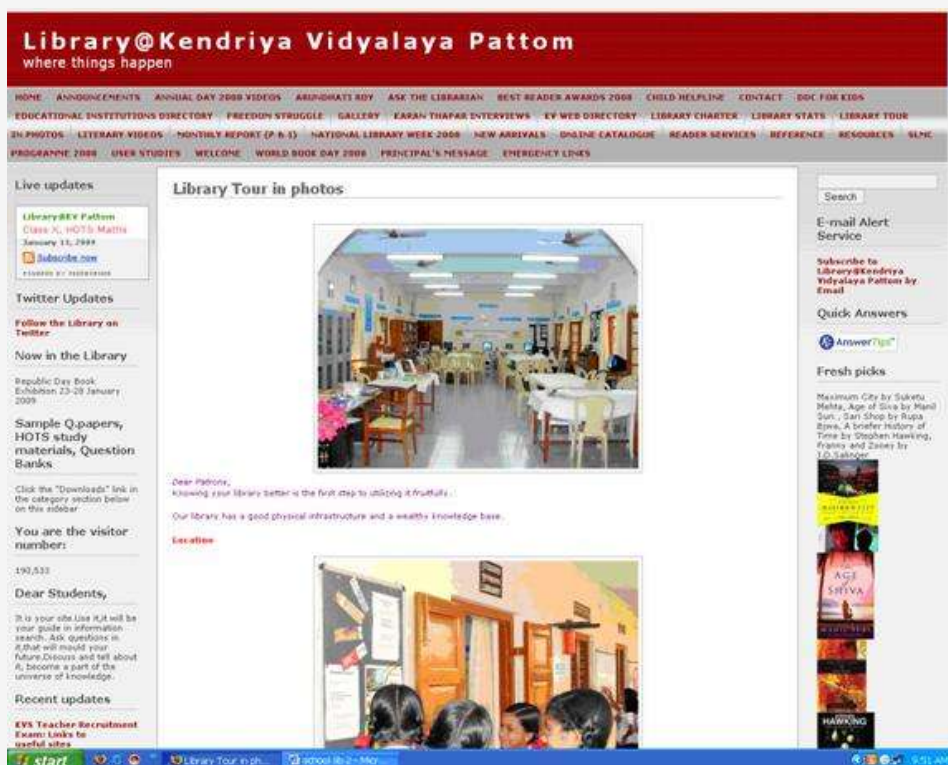 Library@Kendriya Vidyalaya Pattom
where things happen
HOME ANNOUNCEMENTS ANNUAL DAY 2008 VIDEOS ARUNDHATI ROY ASK THE LIBRARIAN BEST READER AWARDS 2008 CHILD HELPLINE CONTACT DDC FOR KIDS
EDUCATIONAL INSTITUTIONS DIRECTORY FREEDOM STRUGGLE GALLERY KARAN THAPAR INTERVIEWS KV WEB DIRECTORY LIBRARY CHARTER LIBRARY STATS LIBRARY TOUR
IN PHOTOS LITERARY VIDEOS MONTHLY REPORT (P & S) NATIONAL LIBRARY WEEK 2008 NEW ARRIVALS ONLINE CATALOGUE READER SERVICES REFERENCE RESOURCES SLMC
PROGRAMME 2008 USER STUDIES WELCOME WORLD BOOK DAY 2008 PRINCIPAL'S MESSAGE EMERGENCY LINKS
Live updates
Library@KV Pattom
Class X, HOTS Maths
January 13, 2009
Subscribe now
POWERED BY FEEDBURNER
Twitter Updates
Follow the Library on
Twitter
Now in the Library
Republic Day Book
Exhibition 23-28 January
2009
Sample Q.papers,
HOTS study
materials, Question
Banks
Click the "Downloads" link in
the category section below
on this sidebar
You are the visitor
number:
190,533
Dear Students,
It is your site.Use it,it will be
your guide in information
search. Ask questions in
it,that will mould your
future.Discuss and tell about
it, become a part of the
universe of knowledge.
Recent updates
KVS Teacher Recruitment
Exam: Links to
useful sites
Library Tour in photos
Dear Patrons,
Knowing your library better is the first step to utilizing it fruitfully.
Our library has a good physical infrastructure and a wealthy knowledge base.
Location
Search
E-mail Alert
Service
Subscribe to
Library@Kendriya
Vidyalaya Pattom by
Email
Quick Answers
AnswerTips™
Fresh picks
Maximum City by Suketu
Mehta, Age of Siva by Manil
Suri, Sari Shop by Rupa
Bjwa, A briefer History of
Time by Stephen Hawking,
Franny and Zooey by
J.D.Salinger
THE
AGE
OF
SHIVA
MANIL SURI
HAWKING
start
Library Tour in ph...
school lib-2 - Micr...
9:51 AM